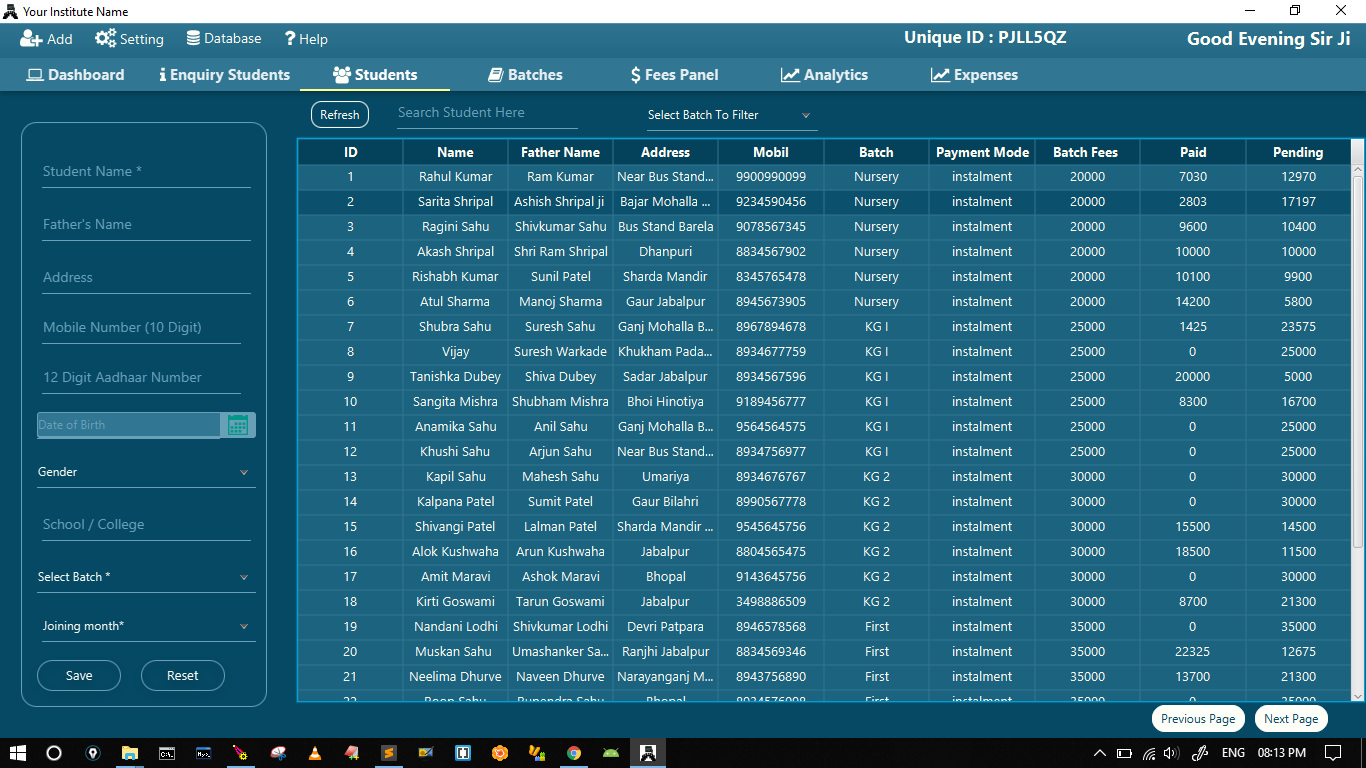 Your Institute Name
Add Setting Database ? Help Unique ID : PJLL5QZ Good Evening Sir Ji
Dashboard Enquiry Students Students Batches $ Fees Panel Analytics Expenses
Refresh Search Student Here Select Batch To Filter
Student Name *
Father's Name
Address
Mobile Number (10 Digit)
12 Digit Aadhaar Number
Date of Birth
Gender
School / College
Select Batch *
Joining month*
Save Reset
ID Name Father Name Address Mobil Batch Payment Mode Batch Fees Paid Pending
1 Rahul Kumar Ram Kumar Near Bus Stand... 9900990099 Nursery instalment 20000 7030 12970
2 Sarita Shripal Ashish Shripal ji Bajar Mohalla ... 9234590456 Nursery instalment 20000 2803 17197
3 Ragini Sahu Shivkumar Sahu Bus Stand Barela 9078567345 Nursery instalment 20000 9600 10400
4 Akash Shripal Shri Ram Shripal Dhanpuri 8834567902 Nursery instalment 20000 10000 10000
5 Rishabh Kumar Sunil Patel Sharda Mandir 8345765478 Nursery instalment 20000 10100 9900
6 Atul Sharma Manoj Sharma Gaur Jabalpur 8945673905 Nursery instalment 20000 14200 5800
7 Shubra Sahu Suresh Sahu Ganj Mohalla B... 8967894678 KG I instalment 25000 1425 23575
8 Vijay Suresh Warkade Khukham Pada... 8934677759 KG I instalment 25000 0 25000
9 Tanishka Dubey Shiva Dubey Sadar Jabalpur 8934567596 KG I instalment 25000 20000 5000
10 Sangita Mishra Shubham Mishra Bhoi Hinotiya 9189456777 KG I instalment 25000 8300 16700
11 Anamika Sahu Anil Sahu Ganj Mohalla B... 9564564575 KG I instalment 25000 0 25000
12 Khushi Sahu Arjun Sahu Near Bus Stand... 8934756977 KG I instalment 25000 0 25000
13 Kapil Sahu Mahesh Sahu Umariya 8934676767 KG 2 instalment 30000 0 30000
14 Kalpana Patel Sumit Patel Gaur Bilahri 8990567778 KG 2 instalment 30000 0 30000
15 Shivangi Patel Lalman Patel Sharda Mandir ... 9545645756 KG 2 instalment 30000 15500 14500
16 Alok Kushwaha Arun Kushwaha Jabalpur 8804565475 KG 2 instalment 30000 18500 11500
17 Amit Maravi Ashok Maravi Bhopal 9143645756 KG 2 instalment 30000 0 30000
18 Kirti Goswami Tarun Goswami Jabalpur 3498886509 KG 2 instalment 30000 8700 21300
19 Nandani Lodhi Shivkumar Lodhi Devri Patpara 8946578568 First instalment 35000 0 35000
20 Muskan Sahu Umashanker Sa... Ranjhi Jabalpur 8834569346 First instalment 35000 22325 12675
21 Neelima Dhurve Naveen Dhurve Narayanganj M... 8943756890 First instalment 35000 13700 21300
Previous Page Next Page
ENG 08:13 PM